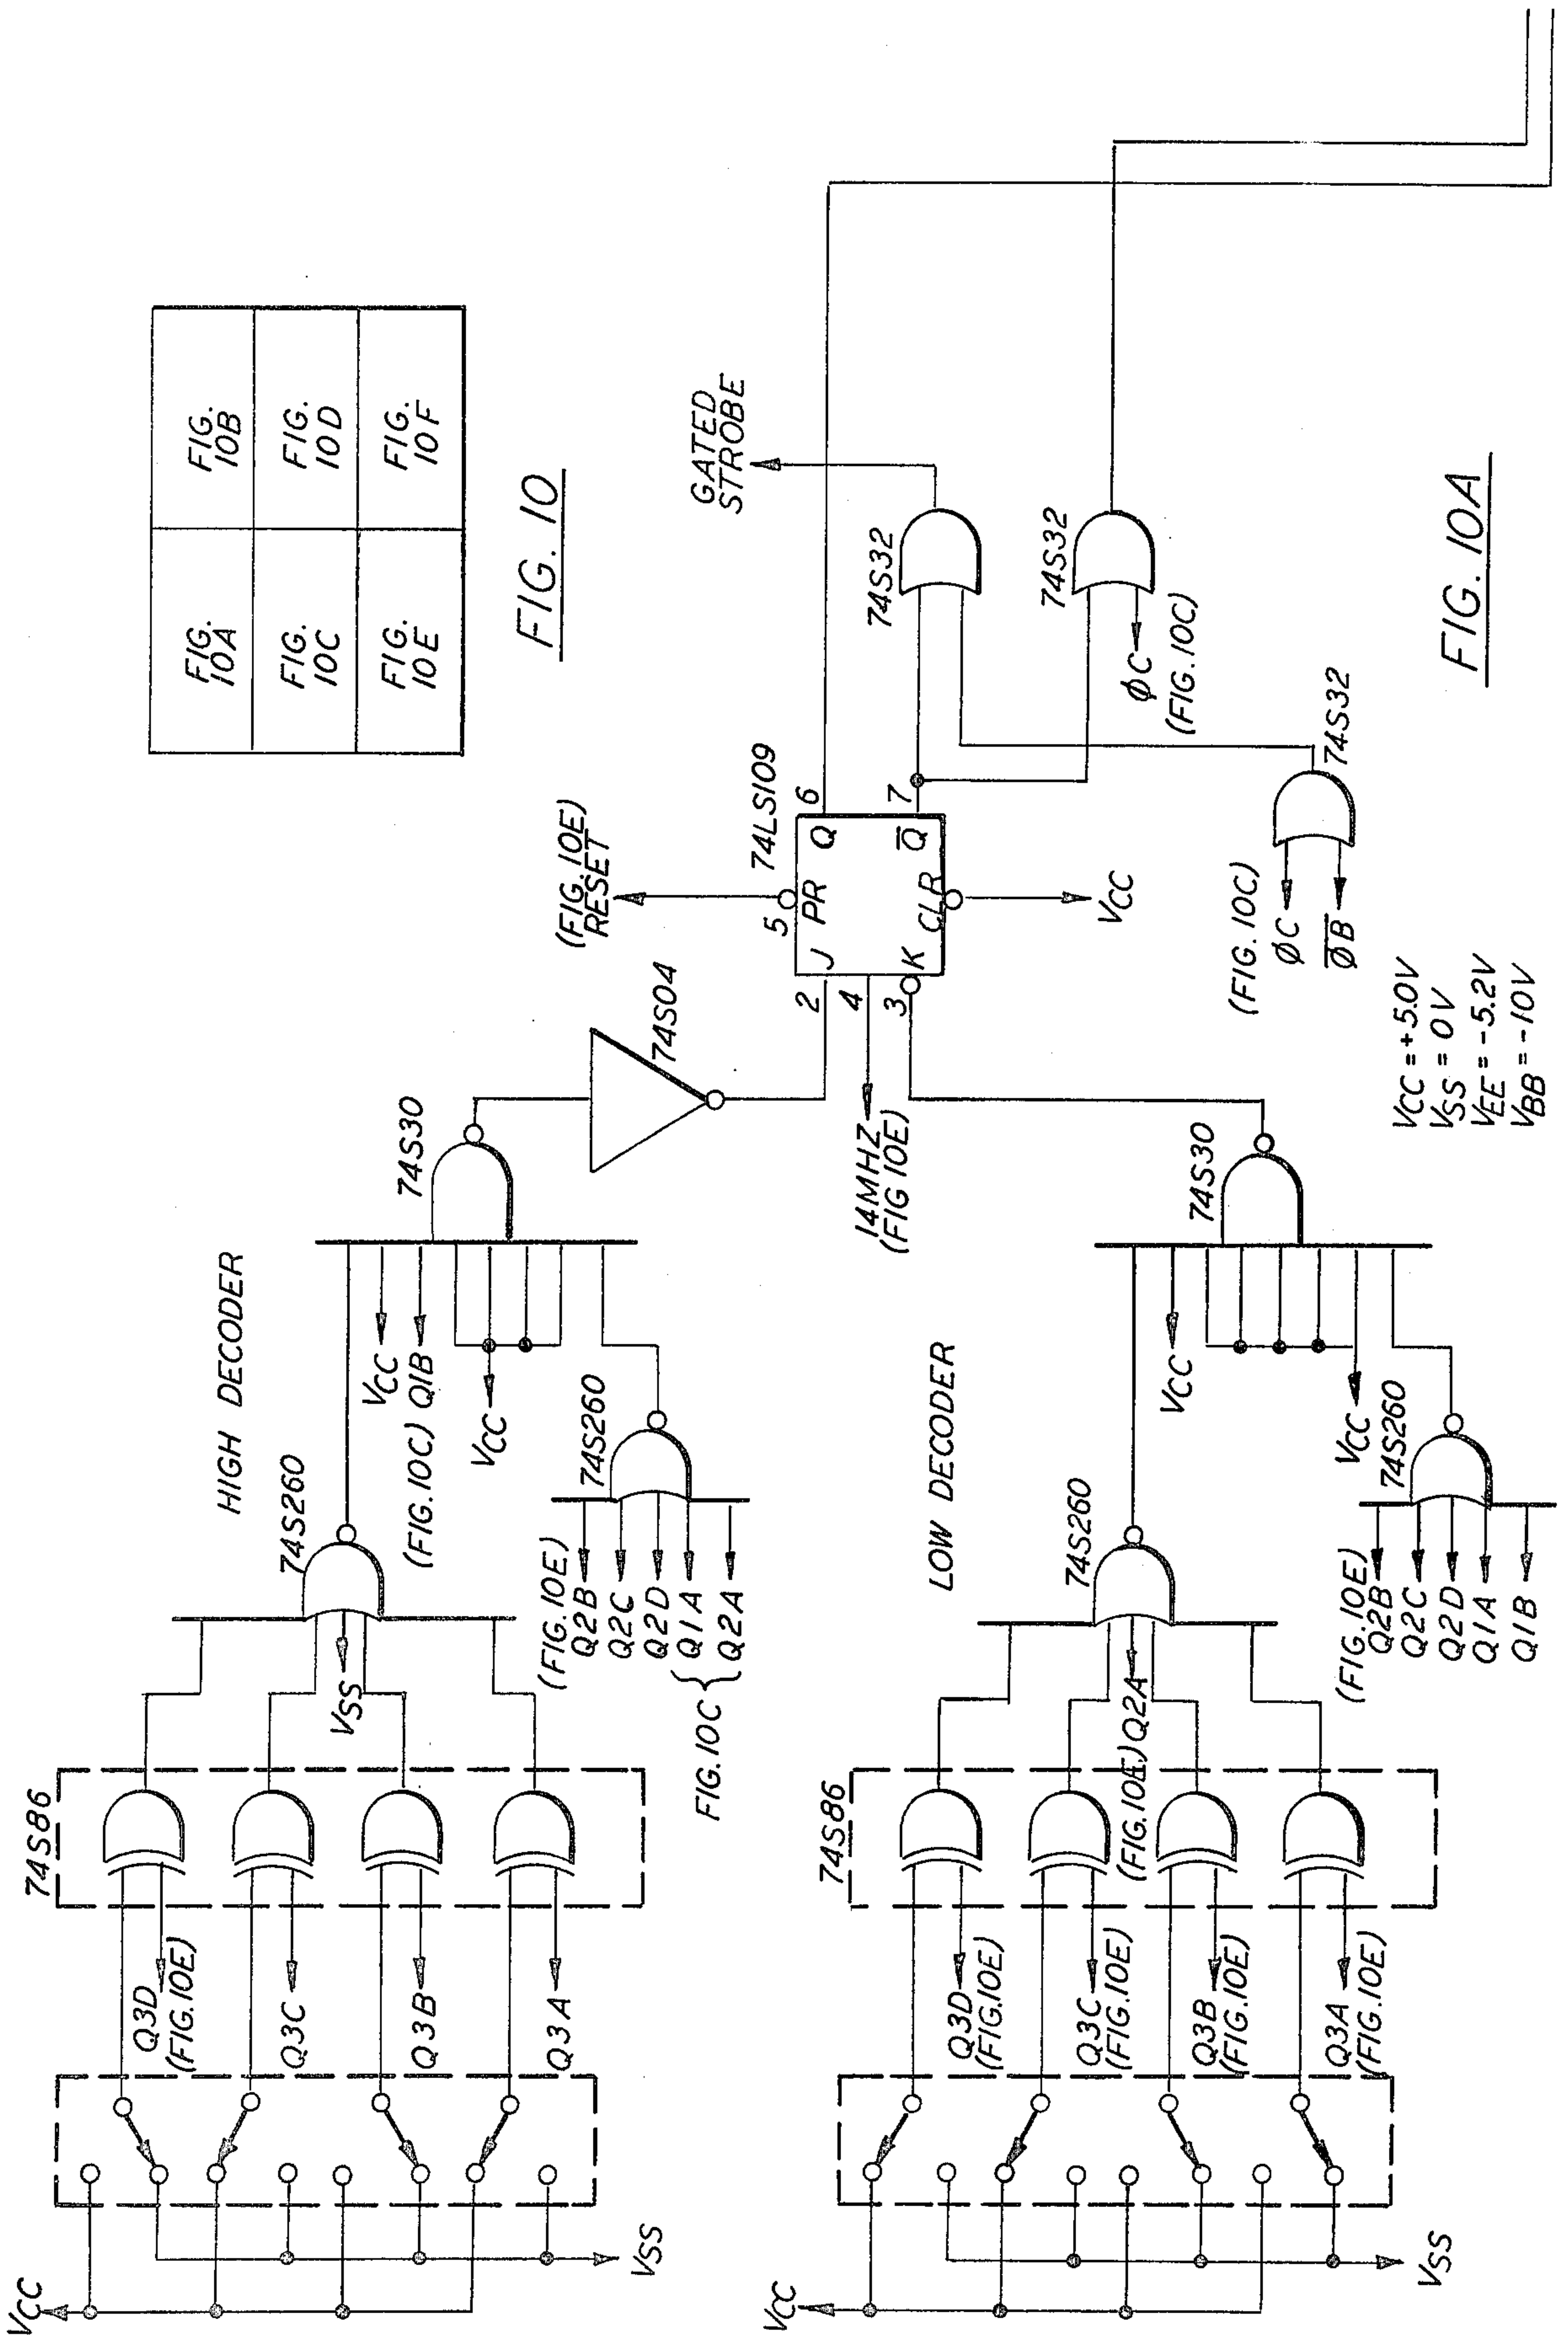 FIG.
10A
FIG.
10B
FIG.
10C
FIG.
10D
FIG.
10E
FIG.
10F
FIG. 10
HIGH DECODER
VCC
VSS
74S86
Q3D
(FIG.10E)
Q3C
Q3B
Q3A
74S260
VSS
VCC
(FIG.10C) Q1B
VCC
74S30
74S260
(FIG.10E)
Q2B
Q2C
Q2D
Q1A
Q2A
FIG.10C {
74S04
LOW DECODER
VCC
VSS
74S86
Q3D
(FIG.10E)
Q3C
(FIG.10E)
Q3B
(FIG.10E)
Q3A
(FIG.10E)
74S260
(FIG.10E) Q2A
VCC
VCC
74S30
74S260
(FIG.10E)
Q2B
Q2C
Q2D
Q1A
Q1B
14MHZ
(FIG 10E)
(FIG.10E)
RESET
74LS109
5
PR
2
J
Q
6
4
3
K
Q̅
7
CLR
VCC
GATED
STROBE
74S32
74S32
ØC
(FIG.10C)
74S32
(FIG.10C)
ØC
Ø̅B̅
VCC = +5.0V
VSS = 0V
VEE = -5.2V
VBB = -10V
FIG. 10A